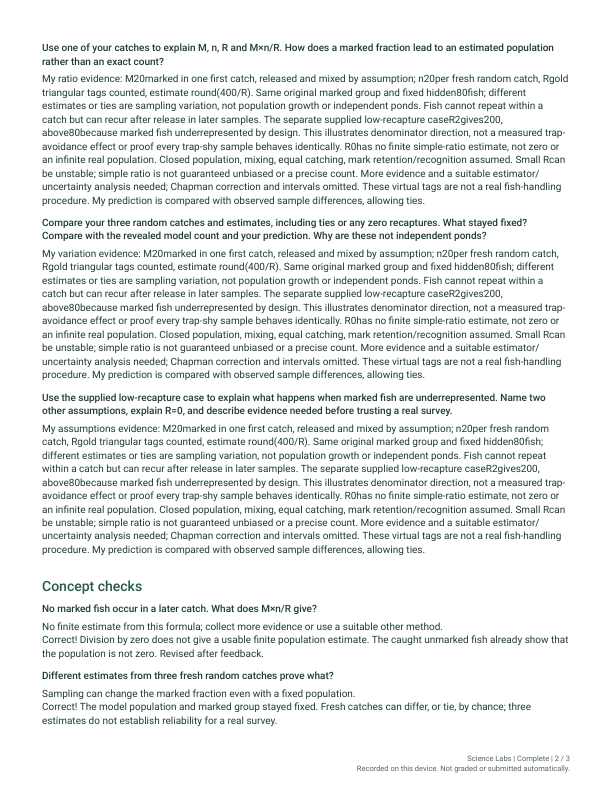 Use one of your catches to explain M, n, R and M×n/R. How does a marked fraction lead to an estimated population
rather than an exact count?
My ratio evidence: M20marked in one first catch, released and mixed by assumption; n20per fresh random catch, Rgold
triangular tags counted, estimate round(400/R). Same original marked group and fixed hidden80fish; different
estimates or ties are sampling variation, not population growth or independent ponds. Fish cannot repeat within a
catch but can recur after release in later samples. The separate supplied low-recapture caseR2gives200,
above80because marked fish underrepresented by design. This illustrates denominator direction, not a measured trap-
avoidance effect or proof every trap-shy sample behaves identically. R0has no finite simple-ratio estimate, not zero or
an infinite real population. Closed population, mixing, equal catching, mark retention/recognition assumed. Small Rcan
be unstable; simple ratio is not guaranteed unbiased or a precise count. More evidence and a suitable estimator/
uncertainty analysis needed; Chapman correction and intervals omitted. These virtual tags are not a real fish-handling
procedure. My prediction is compared with observed sample differences, allowing ties.
Compare your three random catches and estimates, including ties or any zero recaptures. What stayed fixed?
Compare with the revealed model count and your prediction. Why are these not independent ponds?
My variation evidence: M20marked in one first catch, released and mixed by assumption; n20per fresh random catch,
Rgold triangular tags counted, estimate round(400/R). Same original marked group and fixed hidden80fish; different
estimates or ties are sampling variation, not population growth or independent ponds. Fish cannot repeat within a
catch but can recur after release in later samples. The separate supplied low-recapture caseR2gives200,
above80because marked fish underrepresented by design. This illustrates denominator direction, not a measured trap-
avoidance effect or proof every trap-shy sample behaves identically. R0has no finite simple-ratio estimate, not zero or
an infinite real population. Closed population, mixing, equal catching, mark retention/recognition assumed. Small Rcan
be unstable; simple ratio is not guaranteed unbiased or a precise count. More evidence and a suitable estimator/
uncertainty analysis needed; Chapman correction and intervals omitted. These virtual tags are not a real fish-handling
procedure. My prediction is compared with observed sample differences, allowing ties.
Use the supplied low-recapture case to explain what happens when marked fish are underrepresented. Name two
other assumptions, explain R=0, and describe evidence needed before trusting a real survey.
My assumptions evidence: M20marked in one first catch, released and mixed by assumption; n20per fresh random
catch, Rgold triangular tags counted, estimate round(400/R). Same original marked group and fixed hidden80fish;
different estimates or ties are sampling variation, not population growth or independent ponds. Fish cannot repeat
within a catch but can recur after release in later samples. The separate supplied low-recapture caseR2gives200,
above80because marked fish underrepresented by design. This illustrates denominator direction, not a measured trap-
avoidance effect or proof every trap-shy sample behaves identically. R0has no finite simple-ratio estimate, not zero or
an infinite real population. Closed population, mixing, equal catching, mark retention/recognition assumed. Small Rcan
be unstable; simple ratio is not guaranteed unbiased or a precise count. More evidence and a suitable estimator/
uncertainty analysis needed; Chapman correction and intervals omitted. These virtual tags are not a real fish-handling
procedure. My prediction is compared with observed sample differences, allowing ties.
Concept checks
No marked fish occur in a later catch. What does M×n/R give?
No finite estimate from this formula; collect more evidence or use a suitable other method.
Correct! Division by zero does not give a usable finite population estimate. The caught unmarked fish already show that
the population is not zero. Revised after feedback.
Different estimates from three fresh random catches prove what?
Sampling can change the marked fraction even with a fixed population.
Correct! The model population and marked group stayed fixed. Fresh catches can differ, or tie, by chance; three
estimates do not establish reliability for a real survey.
Science Labs | Complete | 2 / 3
Recorded on this device. Not graded or submitted automatically.